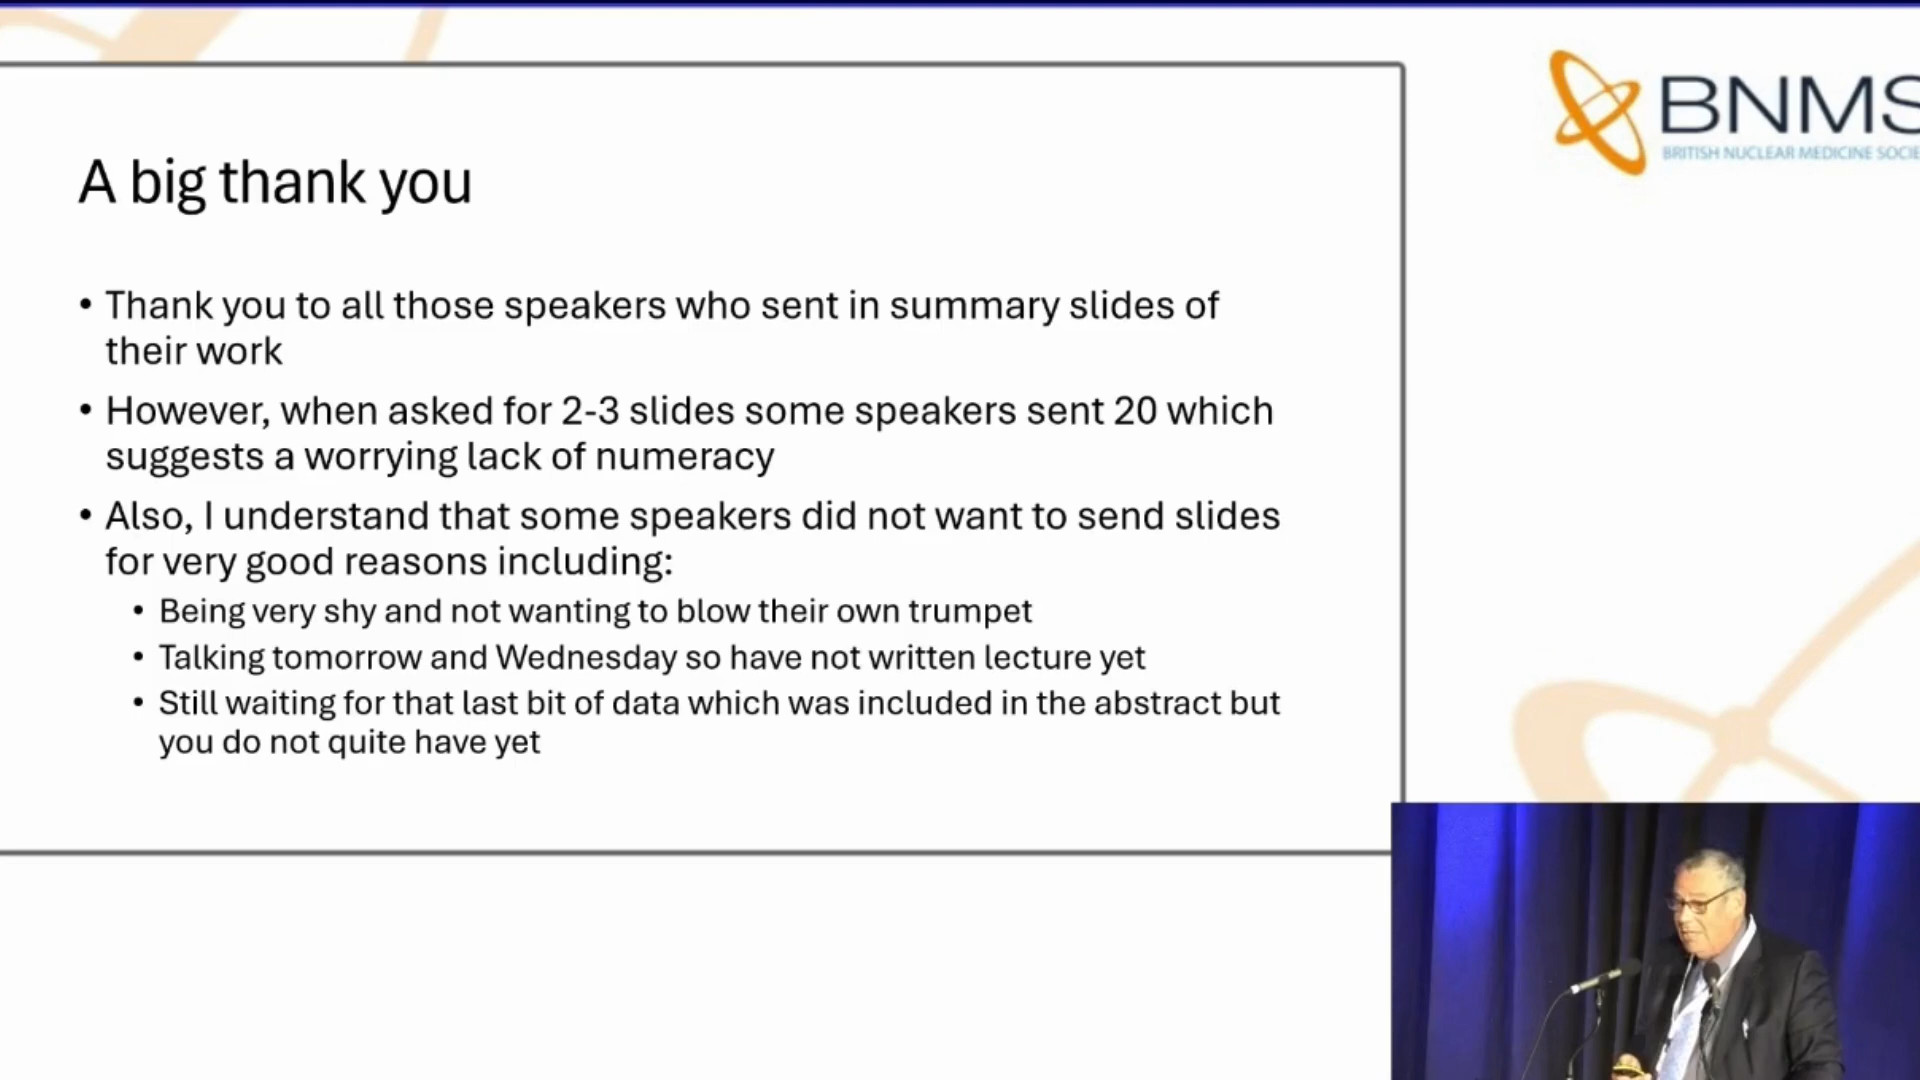 BNMS
BRITISH NUCLEAR MEDICINE SOCIE
A big thank you
• Thank you to all those speakers who sent in summary slides of
their work
• However, when asked for 2-3 slides some speakers sent 20 which
suggests a worrying lack of numeracy
• Also, I understand that some speakers did not want to send slides
for very good reasons including:
• Being very shy and not wanting to blow their own trumpet
• Talking tomorrow and Wednesday so have not written lecture yet
• Still waiting for that last bit of data which was included in the abstract but
you do not quite have yet